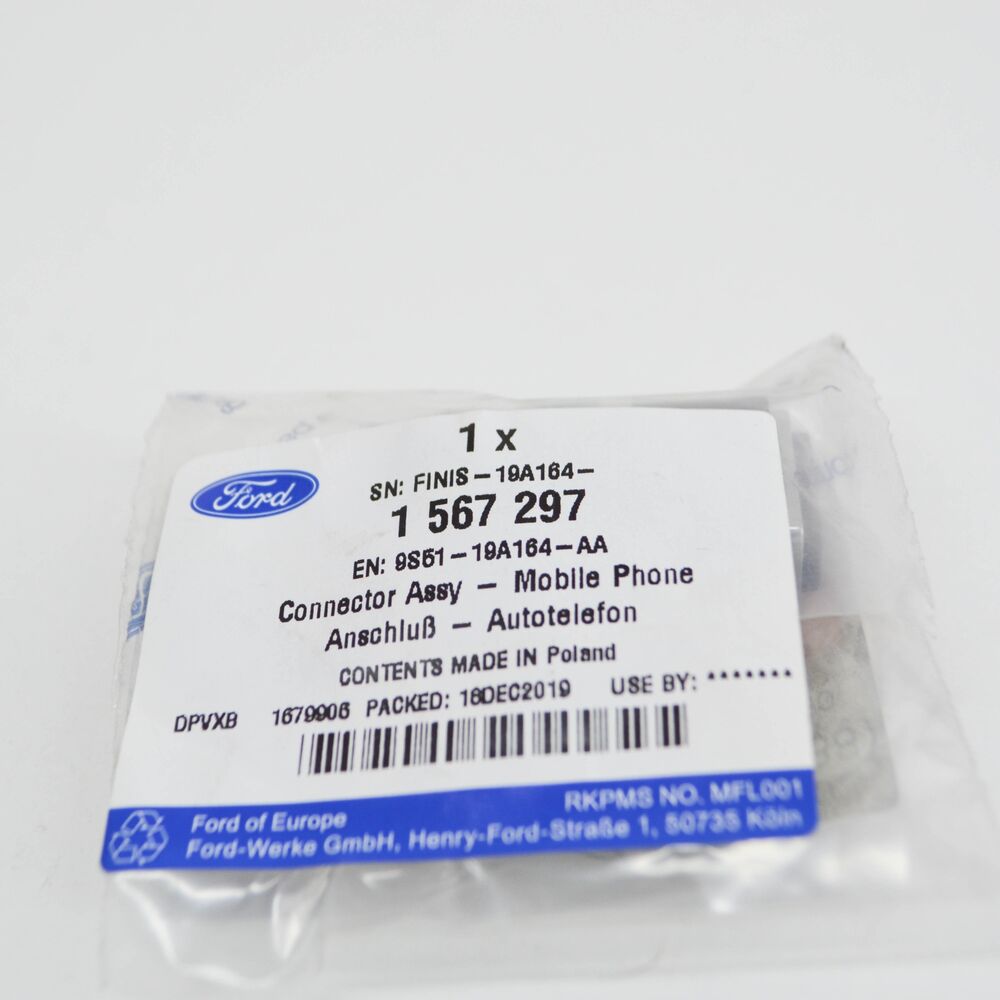 1 x
Ford
SN: FINIS-19A164-
1 567 297
EN: 9S51-19A164-AA
Connector Assy - Mobile Phone
Anschluß - Autotelefon
CONTENTS MADE IN Poland
DPVXB 1679906 PACKED: 16DEC2019 USE BY: *******
RKPMS NO. MFL001
Ford of Europe
Ford-Werke GmbH, Henry-Ford-Straße 1, 50735 Köln